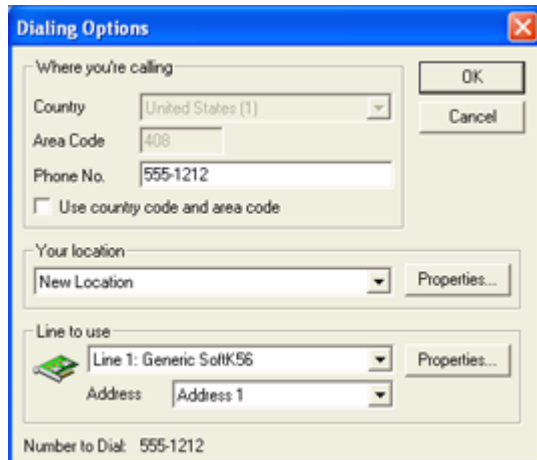 Dialing Options
Where you're calling
OK
Country United States (1)
Cancel
Area Code 408
Phone No. 555-1212
Use country code and area code
Your location
New Location Properties...
Line to use
Line 1: Generic SoftK56 Properties...
Address Address 1
Number to Dial: 555-1212